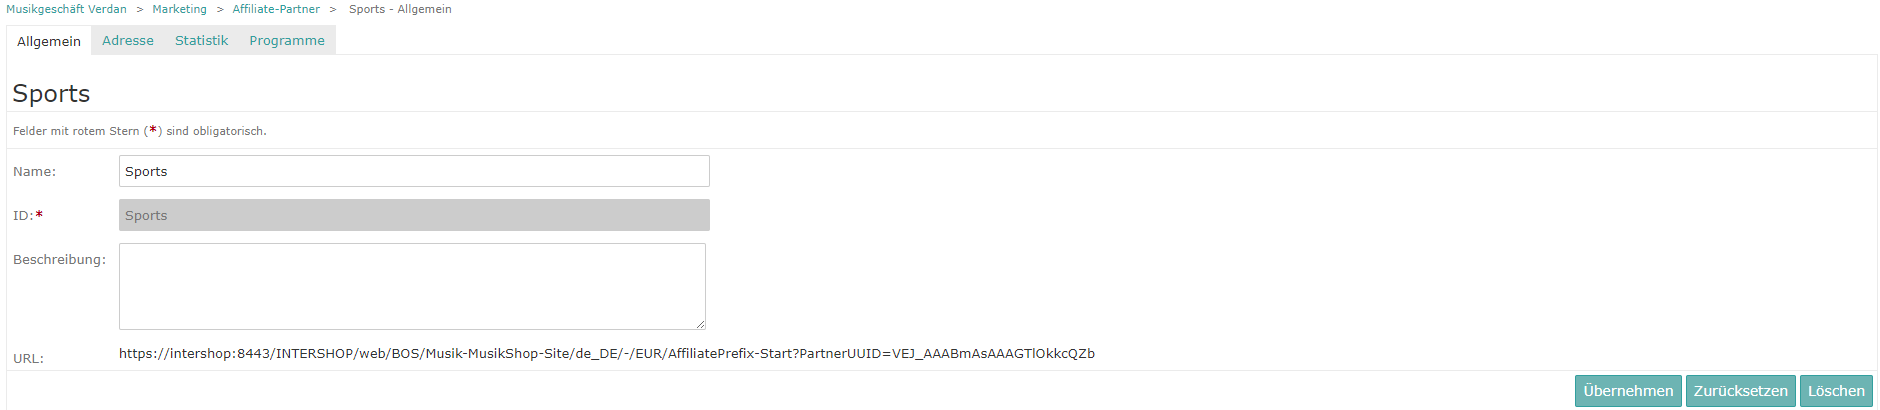 Musikgeschäft Verdan > Marketing > Affiliate-Partner > Sports - Allgemein
Allgemein Adresse Statistik Programme
Sports
Felder mit rotem Stern (*) sind obligatorisch.
Name: Sports
ID:* Sports
Beschreibung:
URL: https://intershop:8443/INTERSHOP/web/BOS/Musik-MusikShop-Site/de_DE/-/EUR/AffiliatePrefix-Start?PartnerUUID=VEJ_AAABmAsAAAGTlOkkcQZb
Übernehmen Zurücksetzen Löschen